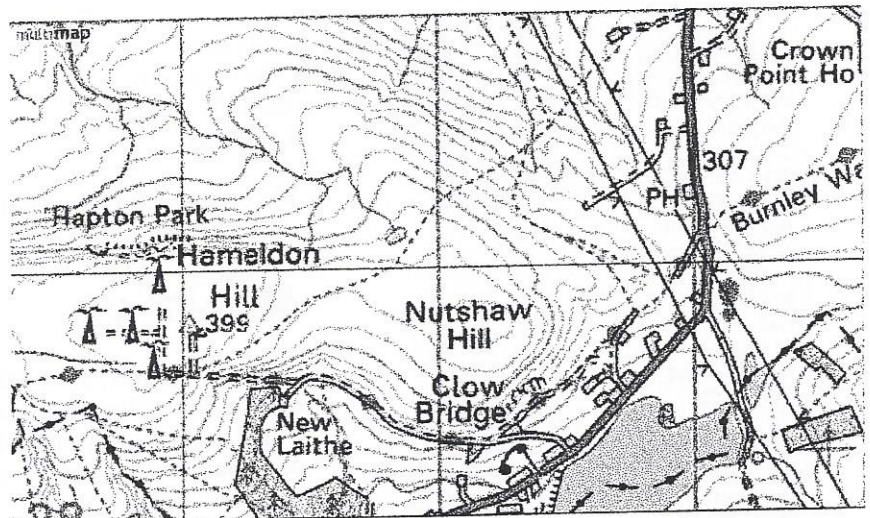 multimap
Crown
Point Ho
307
PH
Burnley Wa
Hapton Park
Hameldon
Hill
399
Nutshaw
Hill
Clow
Bridge
New
Laithe